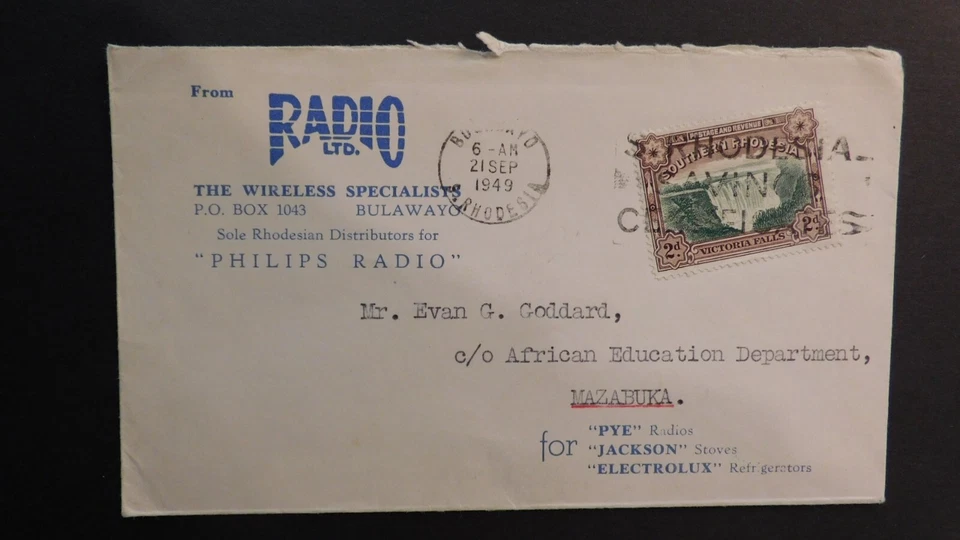 From
RADIO
LTD.
THE WIRELESS SPECIALISTS
P.O. BOX 1043 BULAWAYO
Sole Rhodesian Distributors for
"PHILIPS RADIO"
BULAWAYO
6-AM
21 SEP
1949
S. RHODESIA
POSTAGE AND REVENUE
SOUTHERN RHODESIA
2d. VICTORIA FALLS 2d.
RHODESIA
Mr. Evan G. Goddard,
c/o African Education Department,
MAZABUKA.
for
"PYE" Radios
"JACKSON" Stoves
"ELECTROLUX" Refrigerators